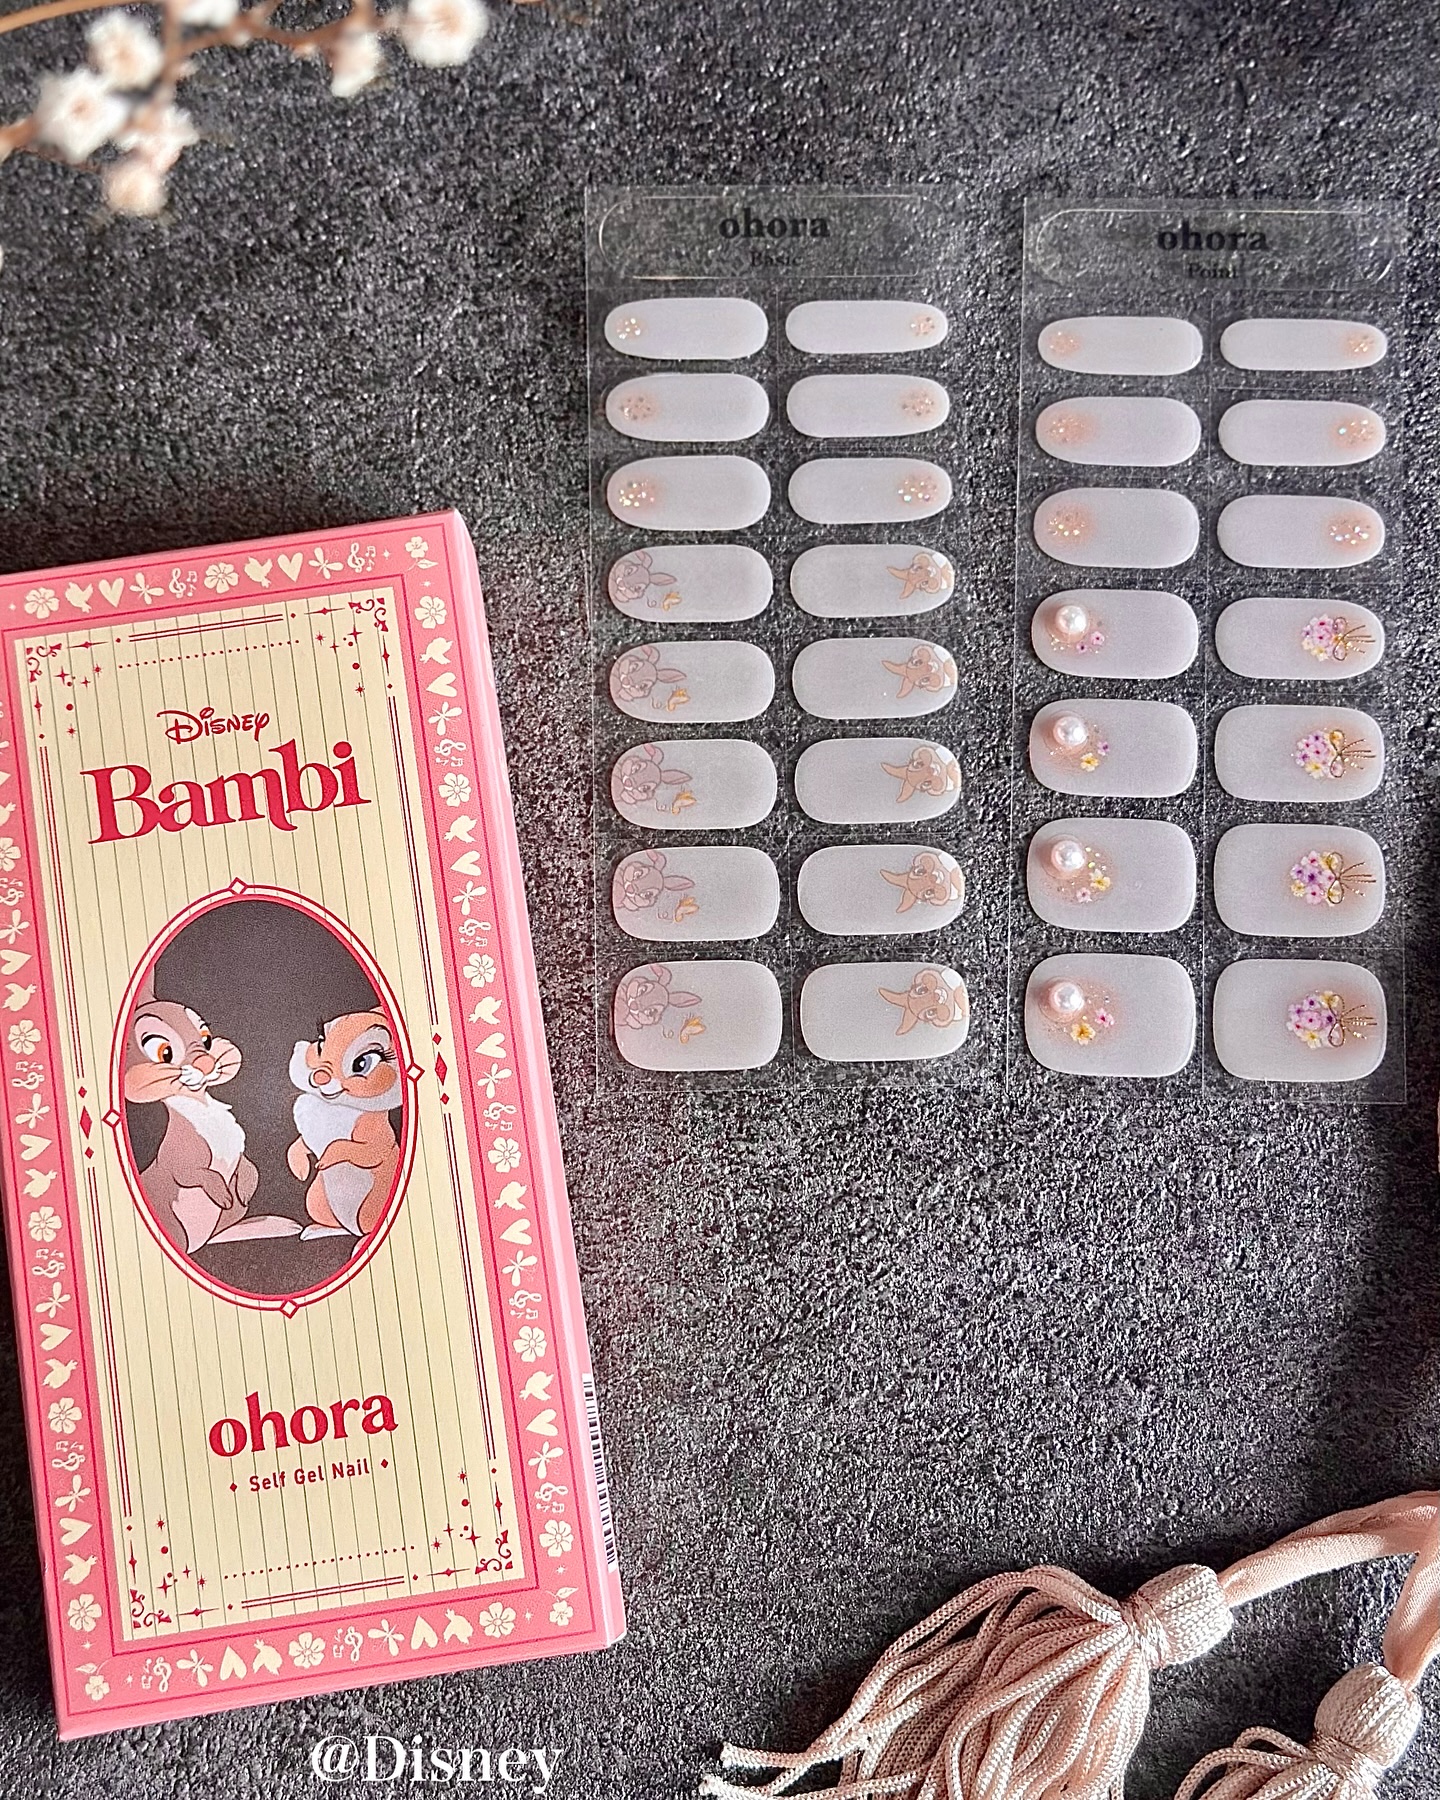 ohora
Basic
ohora
Point
Disney
Bambi
ohora
• Self Gel Nail •
@Disney